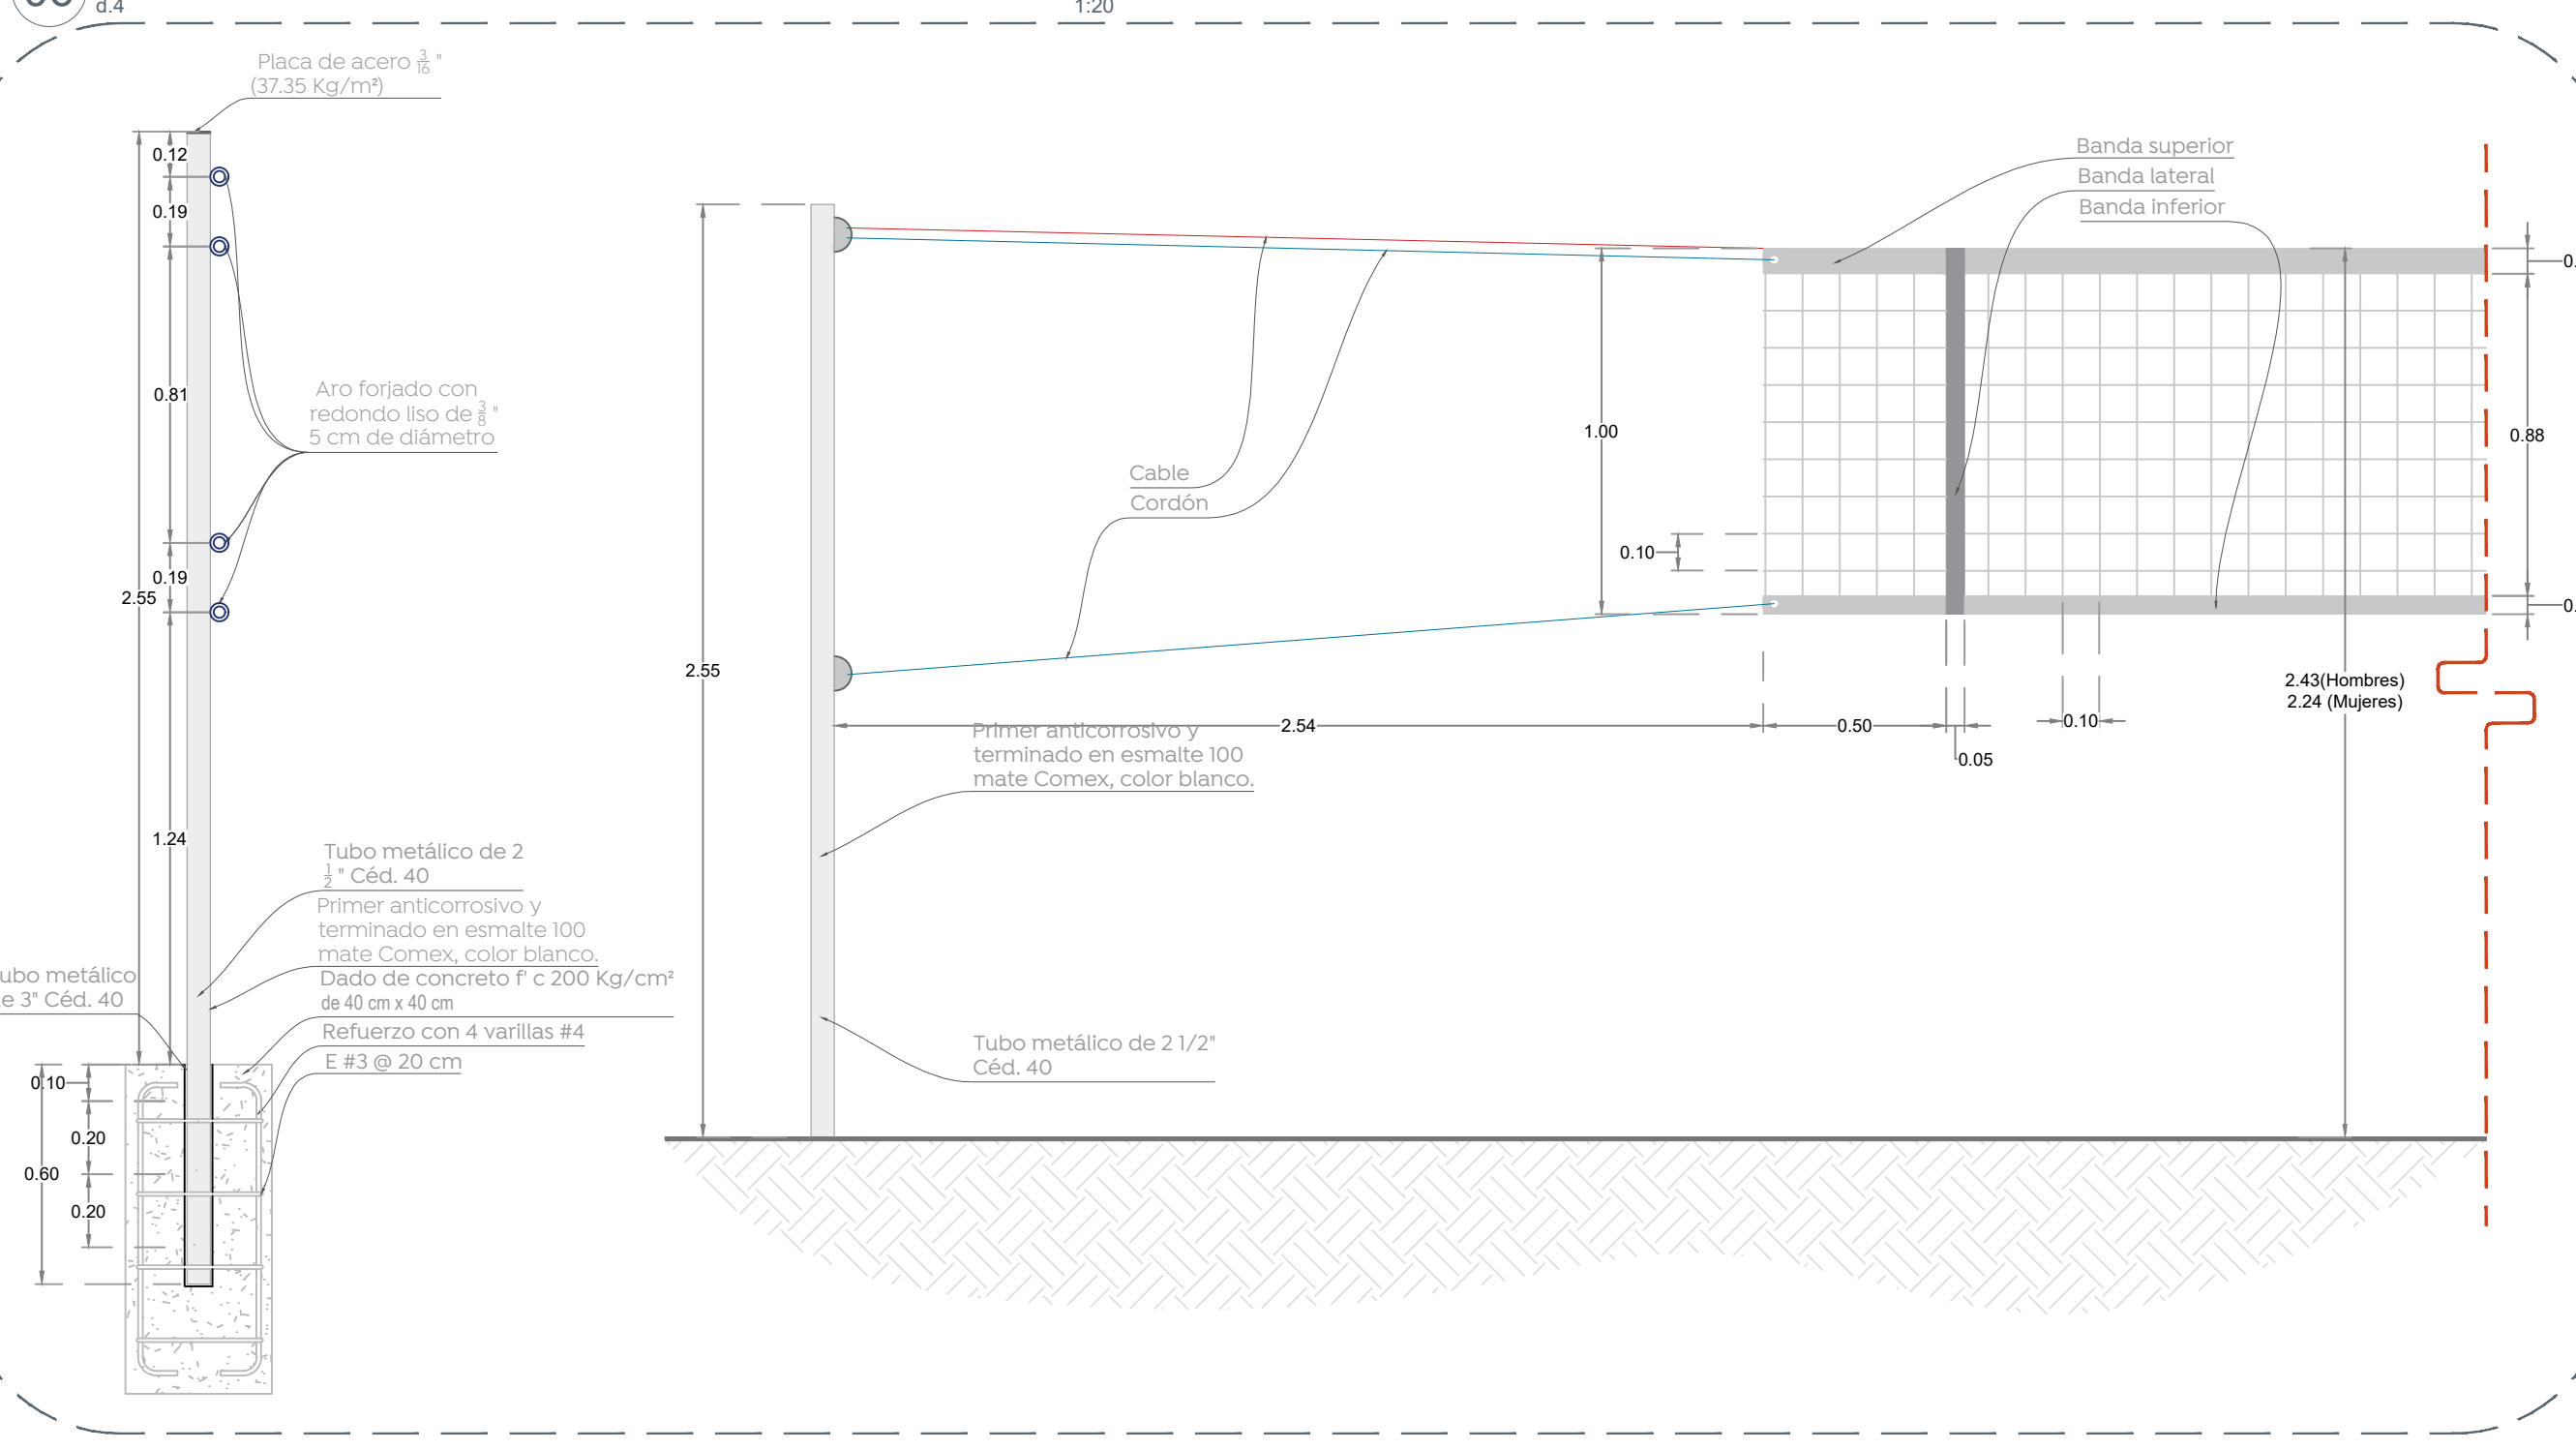 d.4
1:20
Placa de acero 3/16 "
(37.35 Kg/m²)
0.12
0.19
0.81
0.19
2.55
1.24
Aro forjado con
redondo liso de 3/8 "
5 cm de diámetro
Tubo metálico de 2
1/2 " Céd. 40
Primer anticorrosivo y
terminado en esmalte 100
mate Comex, color blanco.
ubo metálico
e 3" Céd. 40
Dado de concreto f' c 200 Kg/cm²
de 40 cm x 40 cm
Refuerzo con 4 varillas #4
E #3 @ 20 cm
0.10
0.20
0.60
0.20
Banda superior
Banda lateral
Banda inferior
Cable
Cordón
1.00
0.10
0.88
2.55
2.54
0.50
0.05
0.10
2.43(Hombres)
2.24 (Mujeres)
Primer anticorrosivo y
terminado en esmalte 100
mate Comex, color blanco.
Tubo metálico de 2 1/2"
Céd. 40